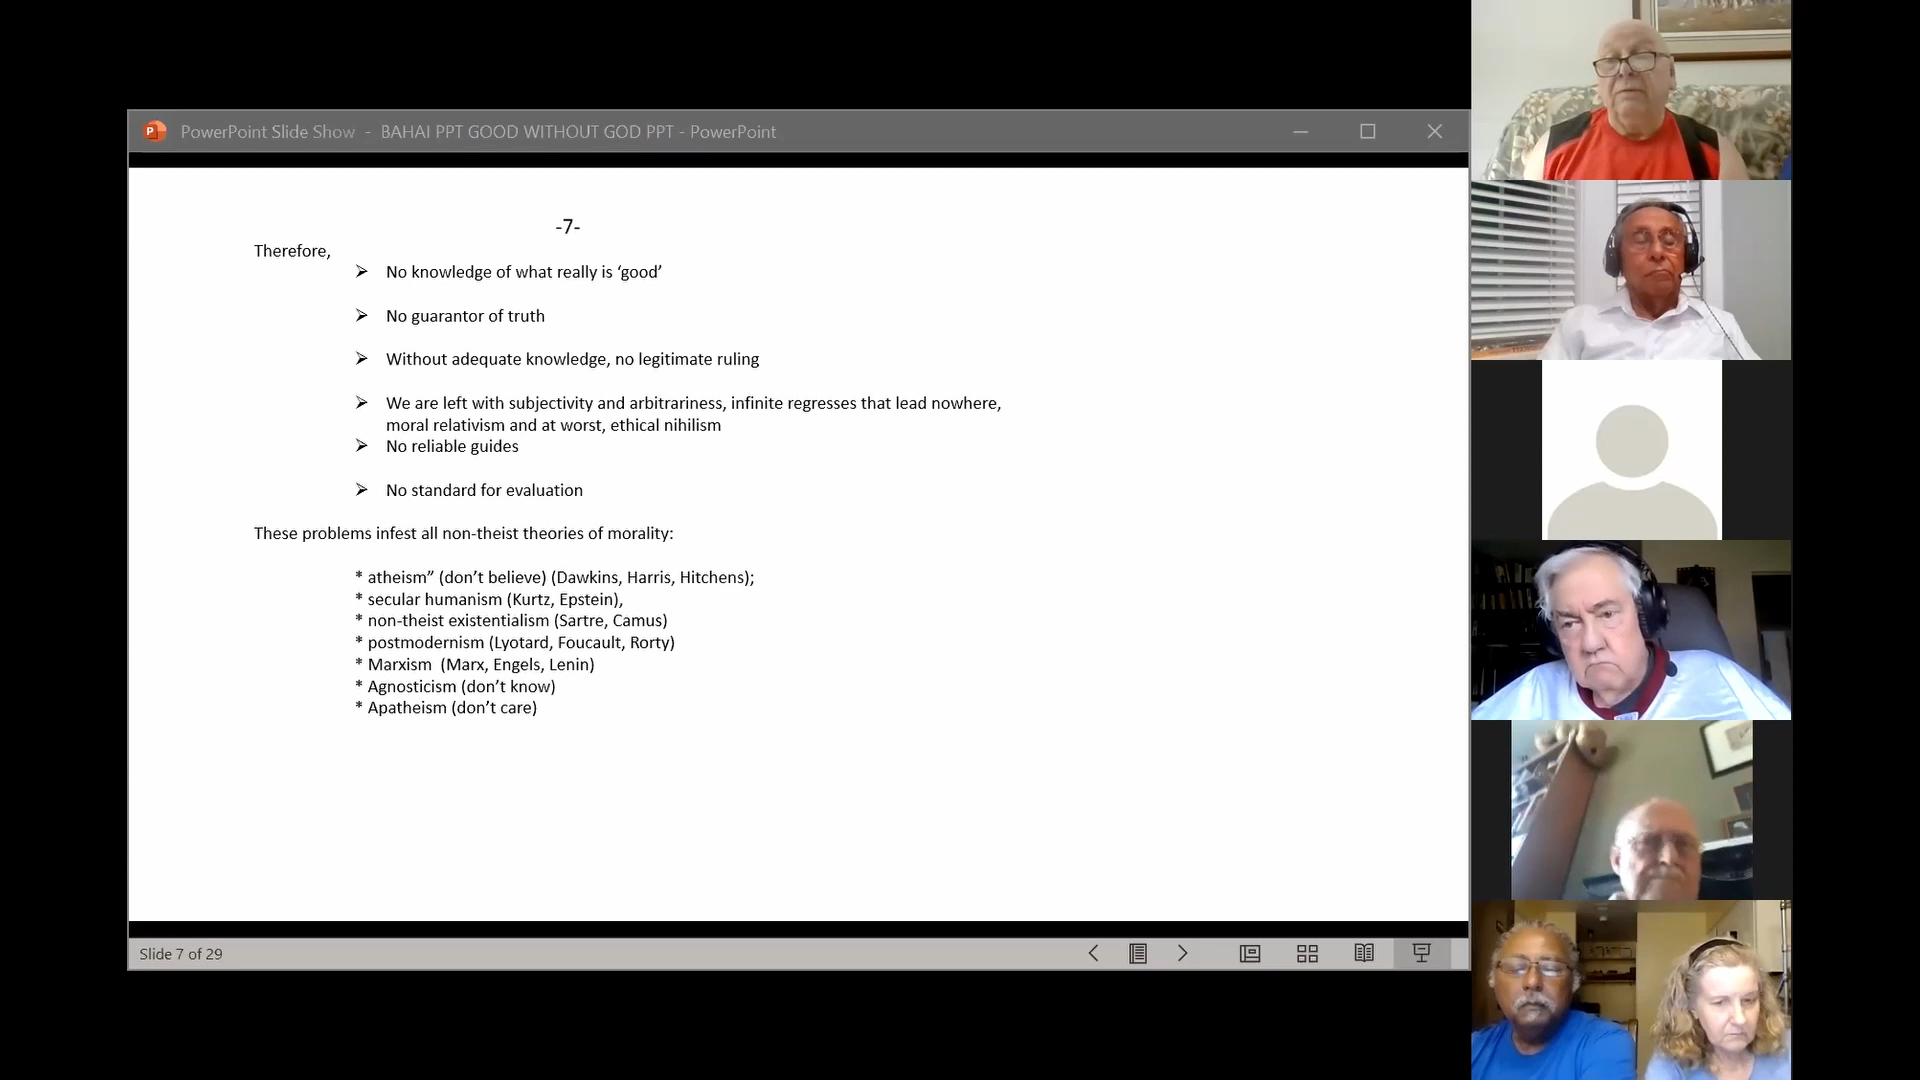 P
PowerPoint Slide Show - BAHAI PPT GOOD WITHOUT GOD PPT - PowerPoint
-7-
Therefore,
➢ No knowledge of what really is ‘good’
➢ No guarantor of truth
➢ Without adequate knowledge, no legitimate ruling
➢ We are left with subjectivity and arbitrariness, infinite regresses that lead nowhere,
moral relativism and at worst, ethical nihilism
➢ No reliable guides
➢ No standard for evaluation
These problems infest all non-theist theories of morality:
* atheism” (don’t believe) (Dawkins, Harris, Hitchens);
* secular humanism (Kurtz, Epstein),
* non-theist existentialism (Sartre, Camus)
* postmodernism (Lyotard, Foucault, Rorty)
* Marxism (Marx, Engels, Lenin)
* Agnosticism (don’t know)
* Apatheism (don’t care)
Slide 7 of 29